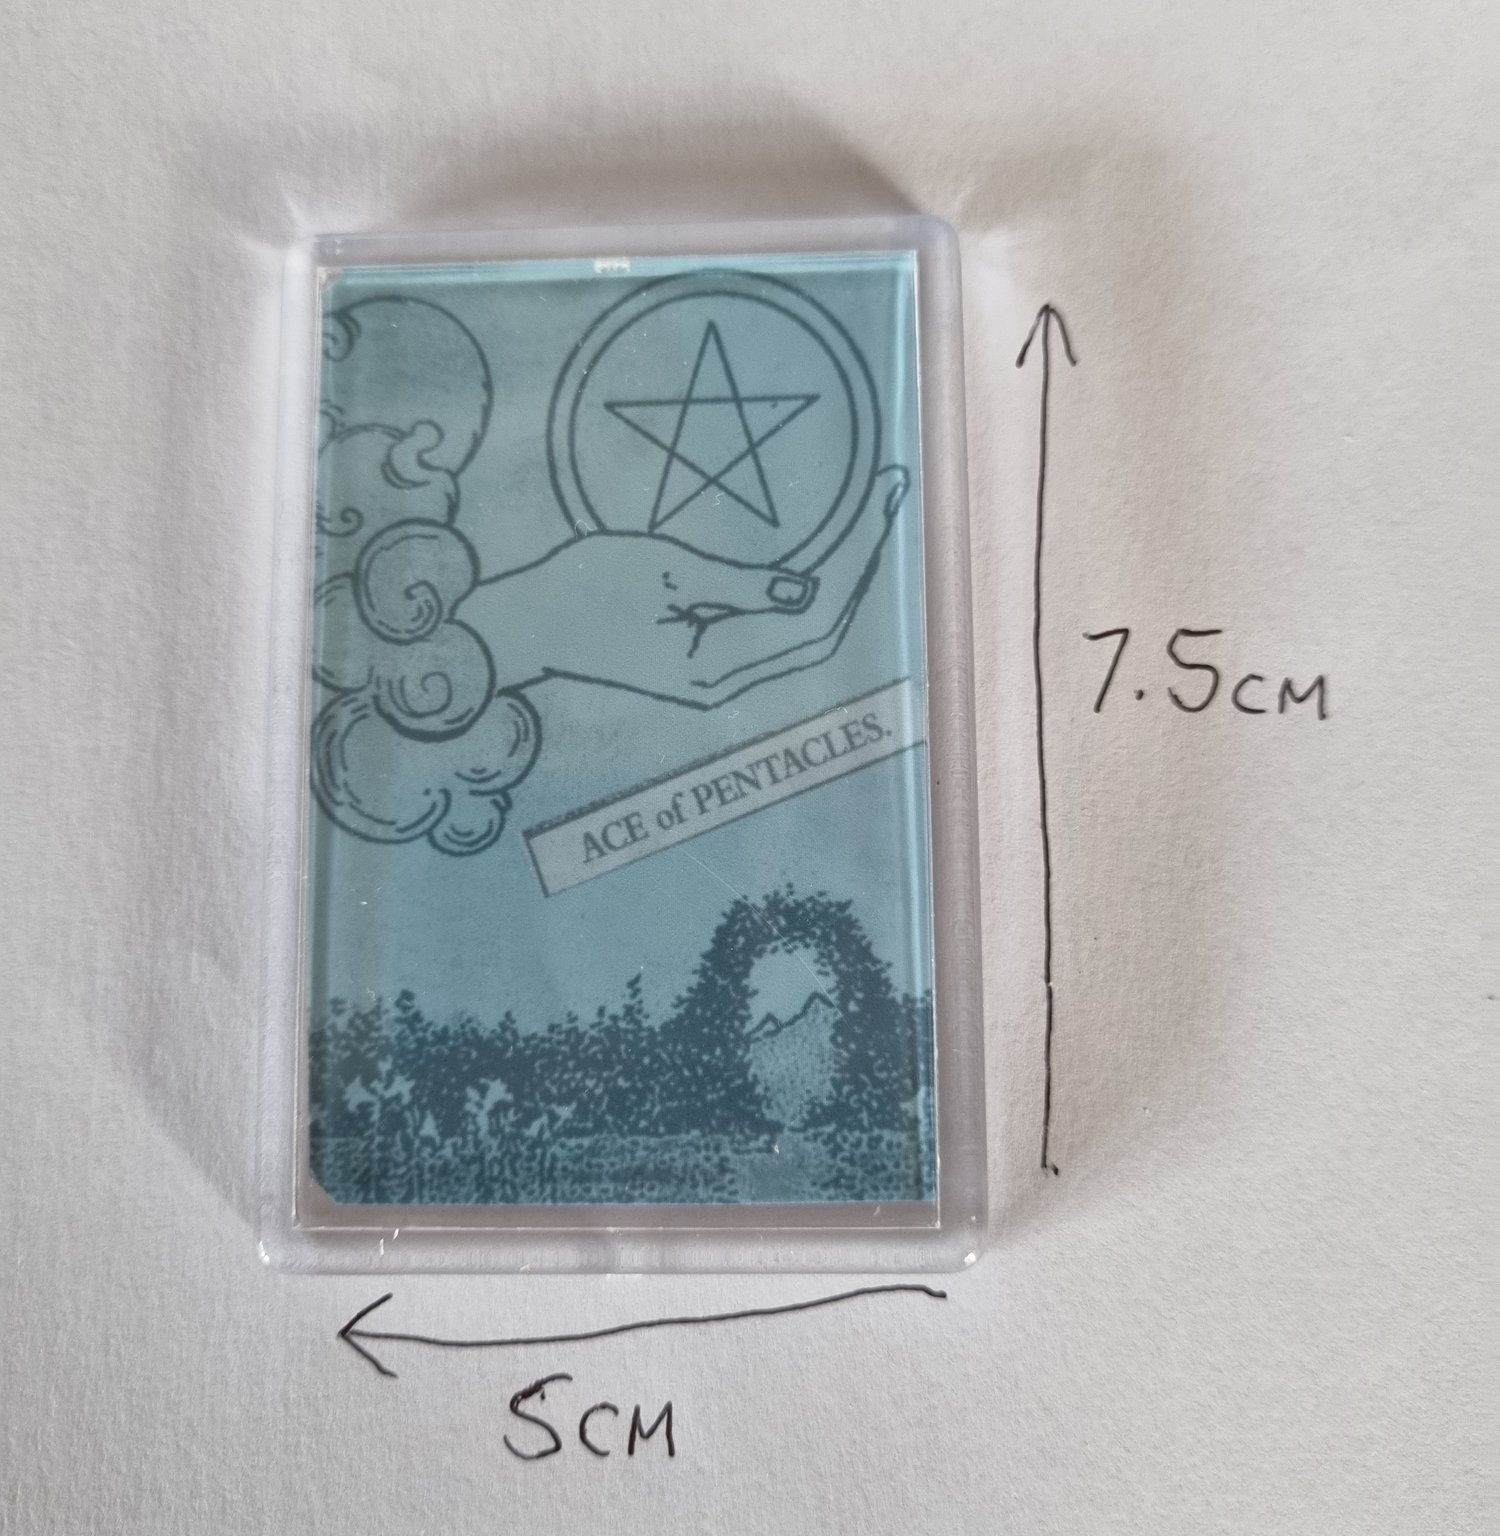 ACE of PENTACLES.
7.5CM
5CM